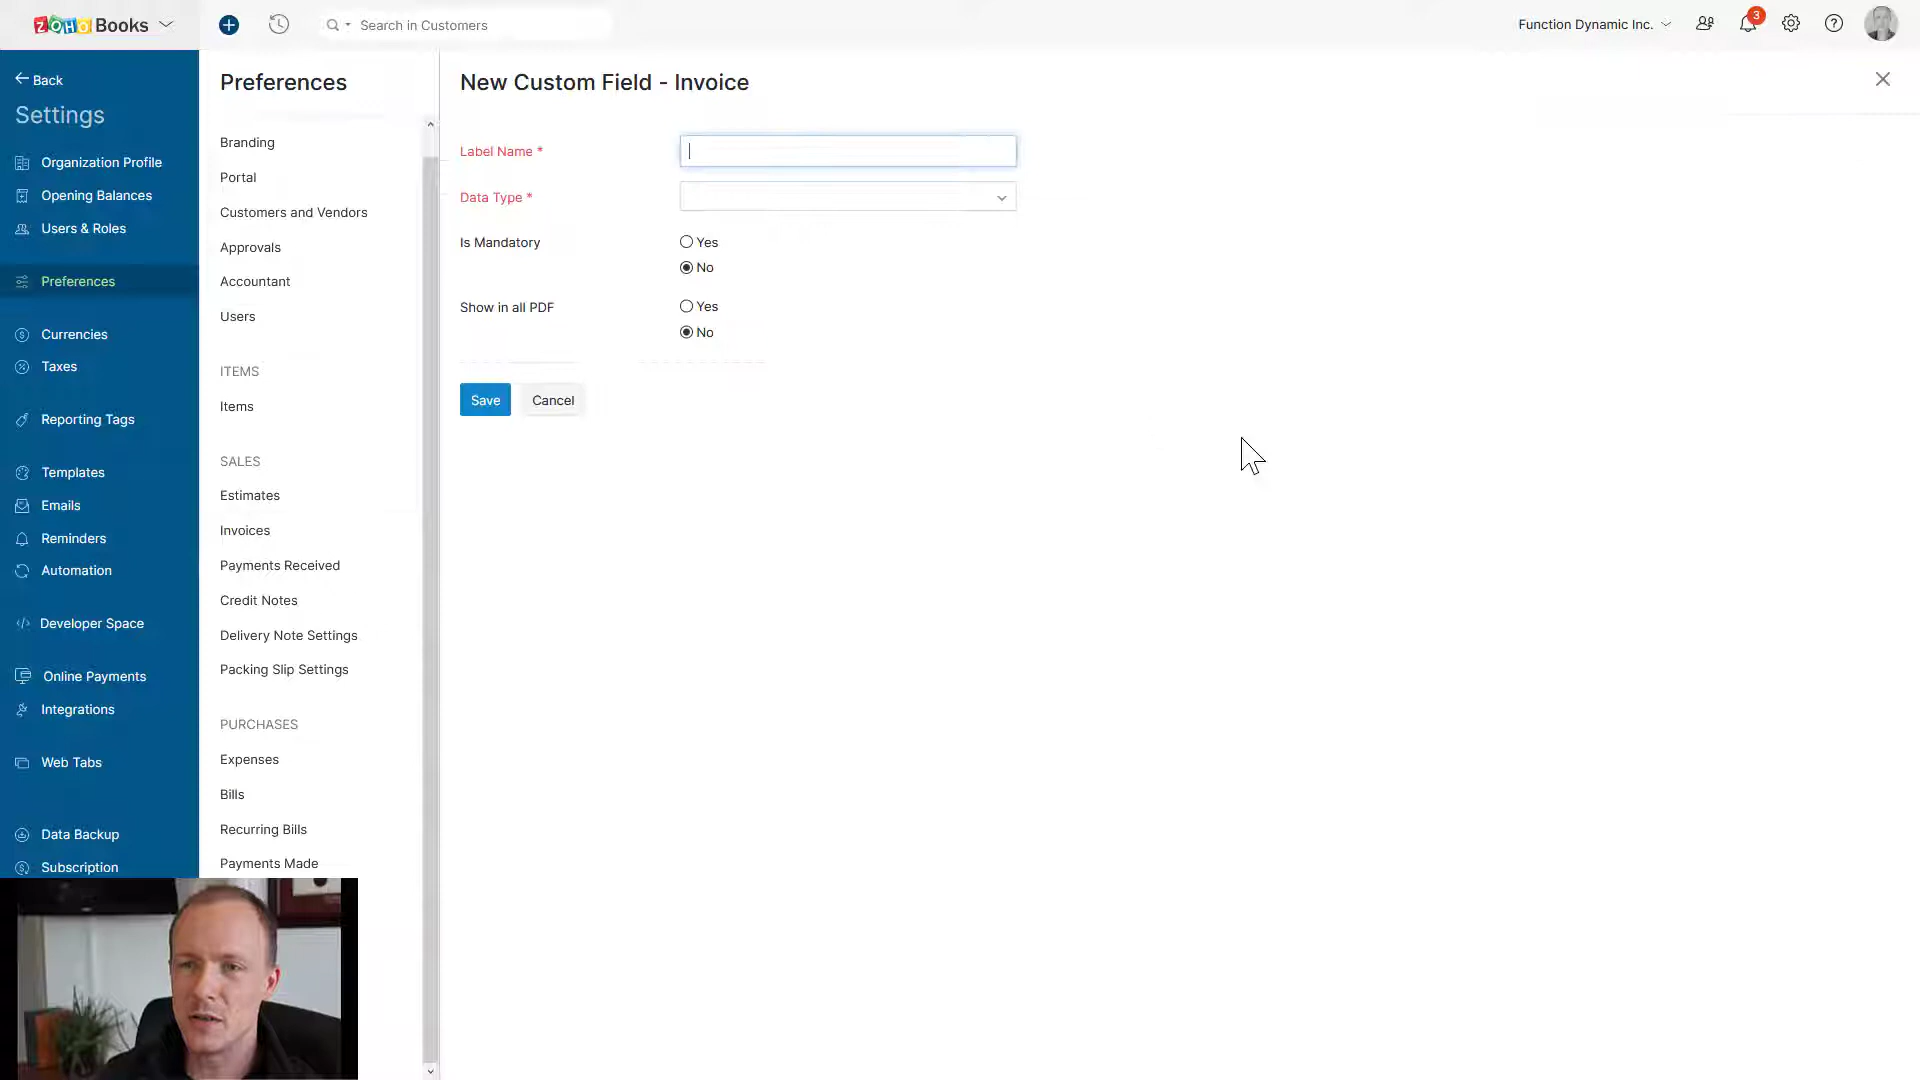 ZOHO Books
Search in Customers
Function Dynamic Inc.
3
Back
Settings
Organization Profile
Opening Balances
Users & Roles
Preferences
Currencies
Taxes
Reporting Tags
Templates
Emails
Reminders
Automation
Developer Space
Online Payments
Integrations
Web Tabs
Data Backup
Subscription
Preferences
Branding
Portal
Customers and Vendors
Approvals
Accountant
Users
ITEMS
Items
SALES
Estimates
Invoices
Payments Received
Credit Notes
Delivery Note Settings
Packing Slip Settings
PURCHASES
Expenses
Bills
Recurring Bills
Payments Made
New Custom Field - Invoice
Label Name *
Data Type *
Is Mandatory
Yes
No
Show in all PDF
Yes
No
Save
Cancel